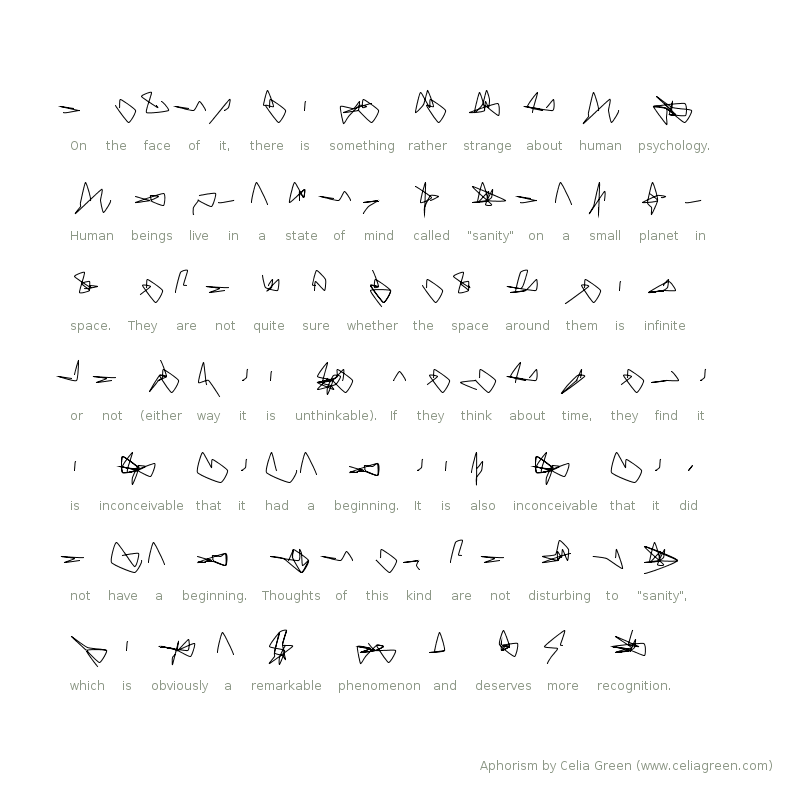 On the face of it, there is something rather strange about human psychology.
Human beings live in a state of mind called "sanity" on a small planet in
space. They are not quite sure whether the space around them is infinite
or not (either way it is unthinkable). If they think about time, they find it
is inconceivable that it had a beginning. It is also inconceivable that it did
not have a beginning. Thoughts of this kind are not disturbing to "sanity",
which is obviously a remarkable phenomenon and deserves more recognition.
Aphorism by Celia Green (www.celiagreen.com)